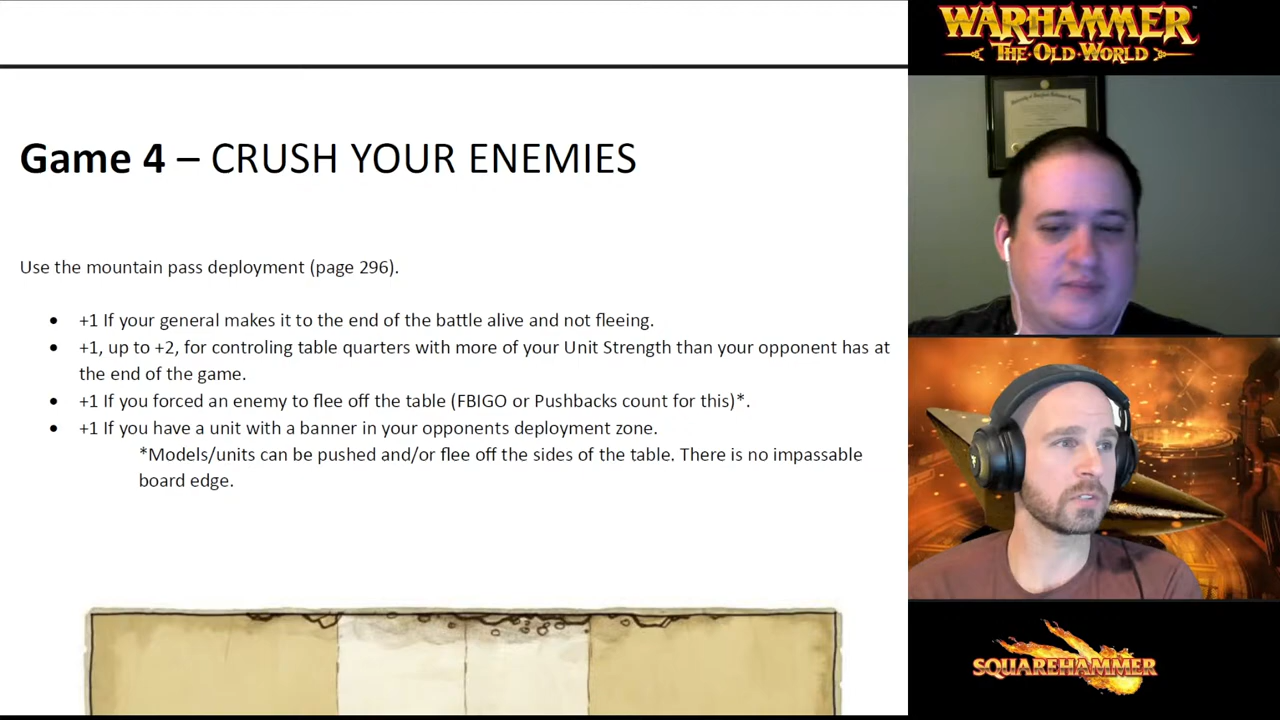 Game 4 – CRUSH YOUR ENEMIES
Use the mountain pass deployment (page 296).
• +1 If your general makes it to the end of the battle alive and not fleeing.
• +1, up to +2, for controling table quarters with more of your Unit Strength than your opponent has at
the end of the game.
• +1 If you forced an enemy to flee off the table (FBIGO or Pushbacks count for this)*.
• +1 If you have a unit with a banner in your opponents deployment zone.
*Models/units can be pushed and/or flee off the sides of the table. There is no impassable
board edge.
WARHAMMER
THE OLD WORLD
SQUAREHAMMER